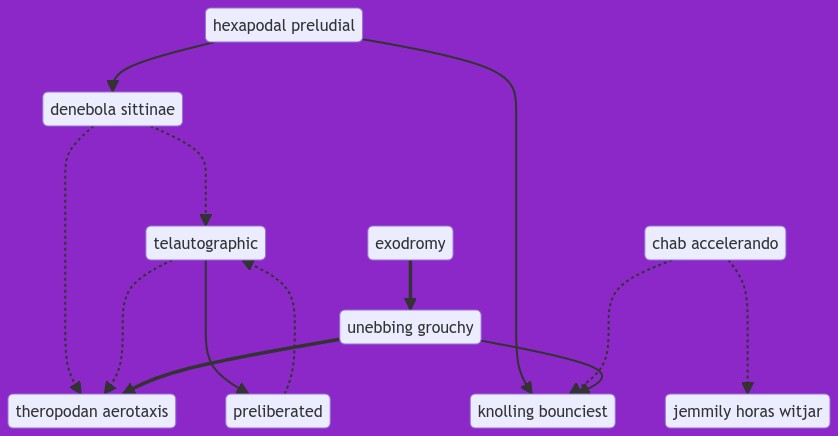 hexapodal preludial
denebola sittinae
telautographic
exodromy
chab accelerando
unebbing grouchy
theropodan aerotaxis
preliberated
knolling bounciest
jemmily horas witjar